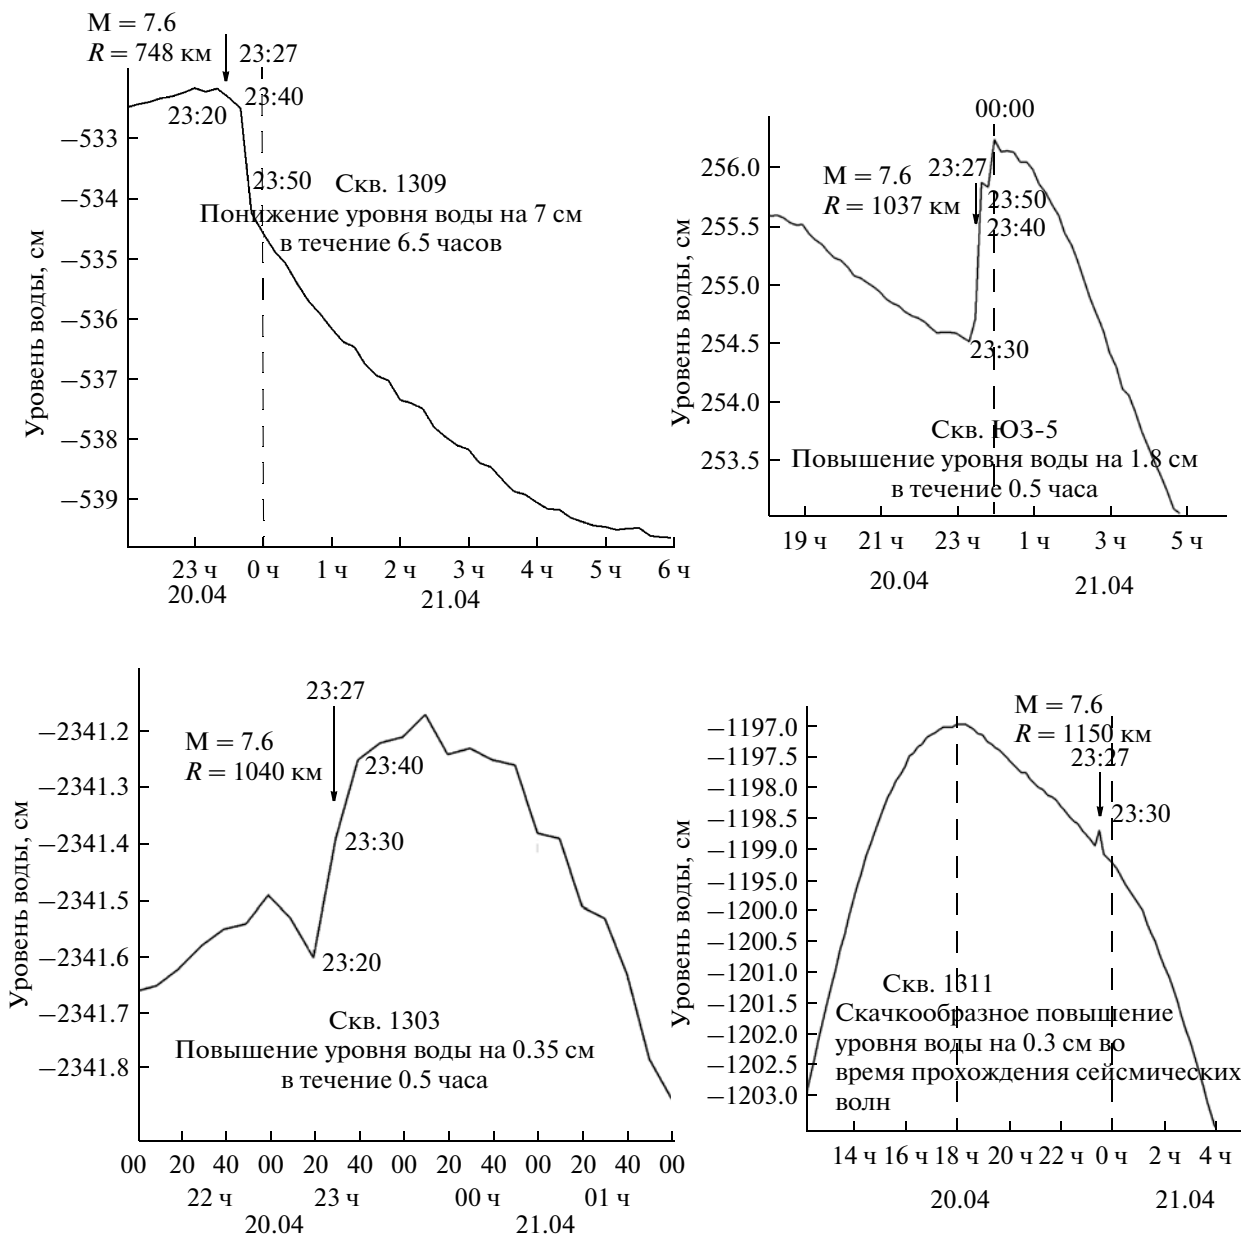 M = 7.6
R = 748 км
23:27
23:40
23:20
23:50
Скв. 1309
Понижение уровня воды на 7 см
в течение 6.5 часов
Уровень воды, см
−533
−534
−535
−536
−537
−538
−539
23 ч 0 ч 1 ч 2 ч 3 ч 4 ч 5 ч 6 ч
20.04 21.04
00:00
M = 7.6
R = 1037 км
23:27
23:50
23:40
23:30
Скв. ЮЗ-5
Повышение уровня воды на 1.8 см
в течение 0.5 часа
Уровень воды, см
256.0
255.5
255.0
254.5
254.0
253.5
19 ч 21 ч 23 ч 1 ч 3 ч 5 ч
20.04 21.04
23:27
M = 7.6
R = 1040 км
23:40
23:30
23:20
Скв. 1303
Повышение уровня воды на 0.35 см
в течение 0.5 часа
Уровень воды, см
−2341.2
−2341.3
−2341.4
−2341.5
−2341.6
−2341.7
−2341.8
00 20 40 00 20 40 00 20 40 00 20 40 00
22 ч 23 ч 00 ч 01 ч
20.04 21.04
M = 7.6
R = 1150 км
23:27
23:30
Скв. 1311
Скачкообразное повышение
уровня воды на 0.3 см во
время прохождения сейсмических
волн
Уровень воды, см
−1197.0
−1197.5
−1198.0
−1198.5
−1199.0
−1195.0
−1200.0
−1200.5
−1201.0
−1201.5
−1202.0
−1202.5
−1203.0
14 ч 16 ч 18 ч 20 ч 22 ч 0 ч 2 ч 4 ч
20.04 21.04